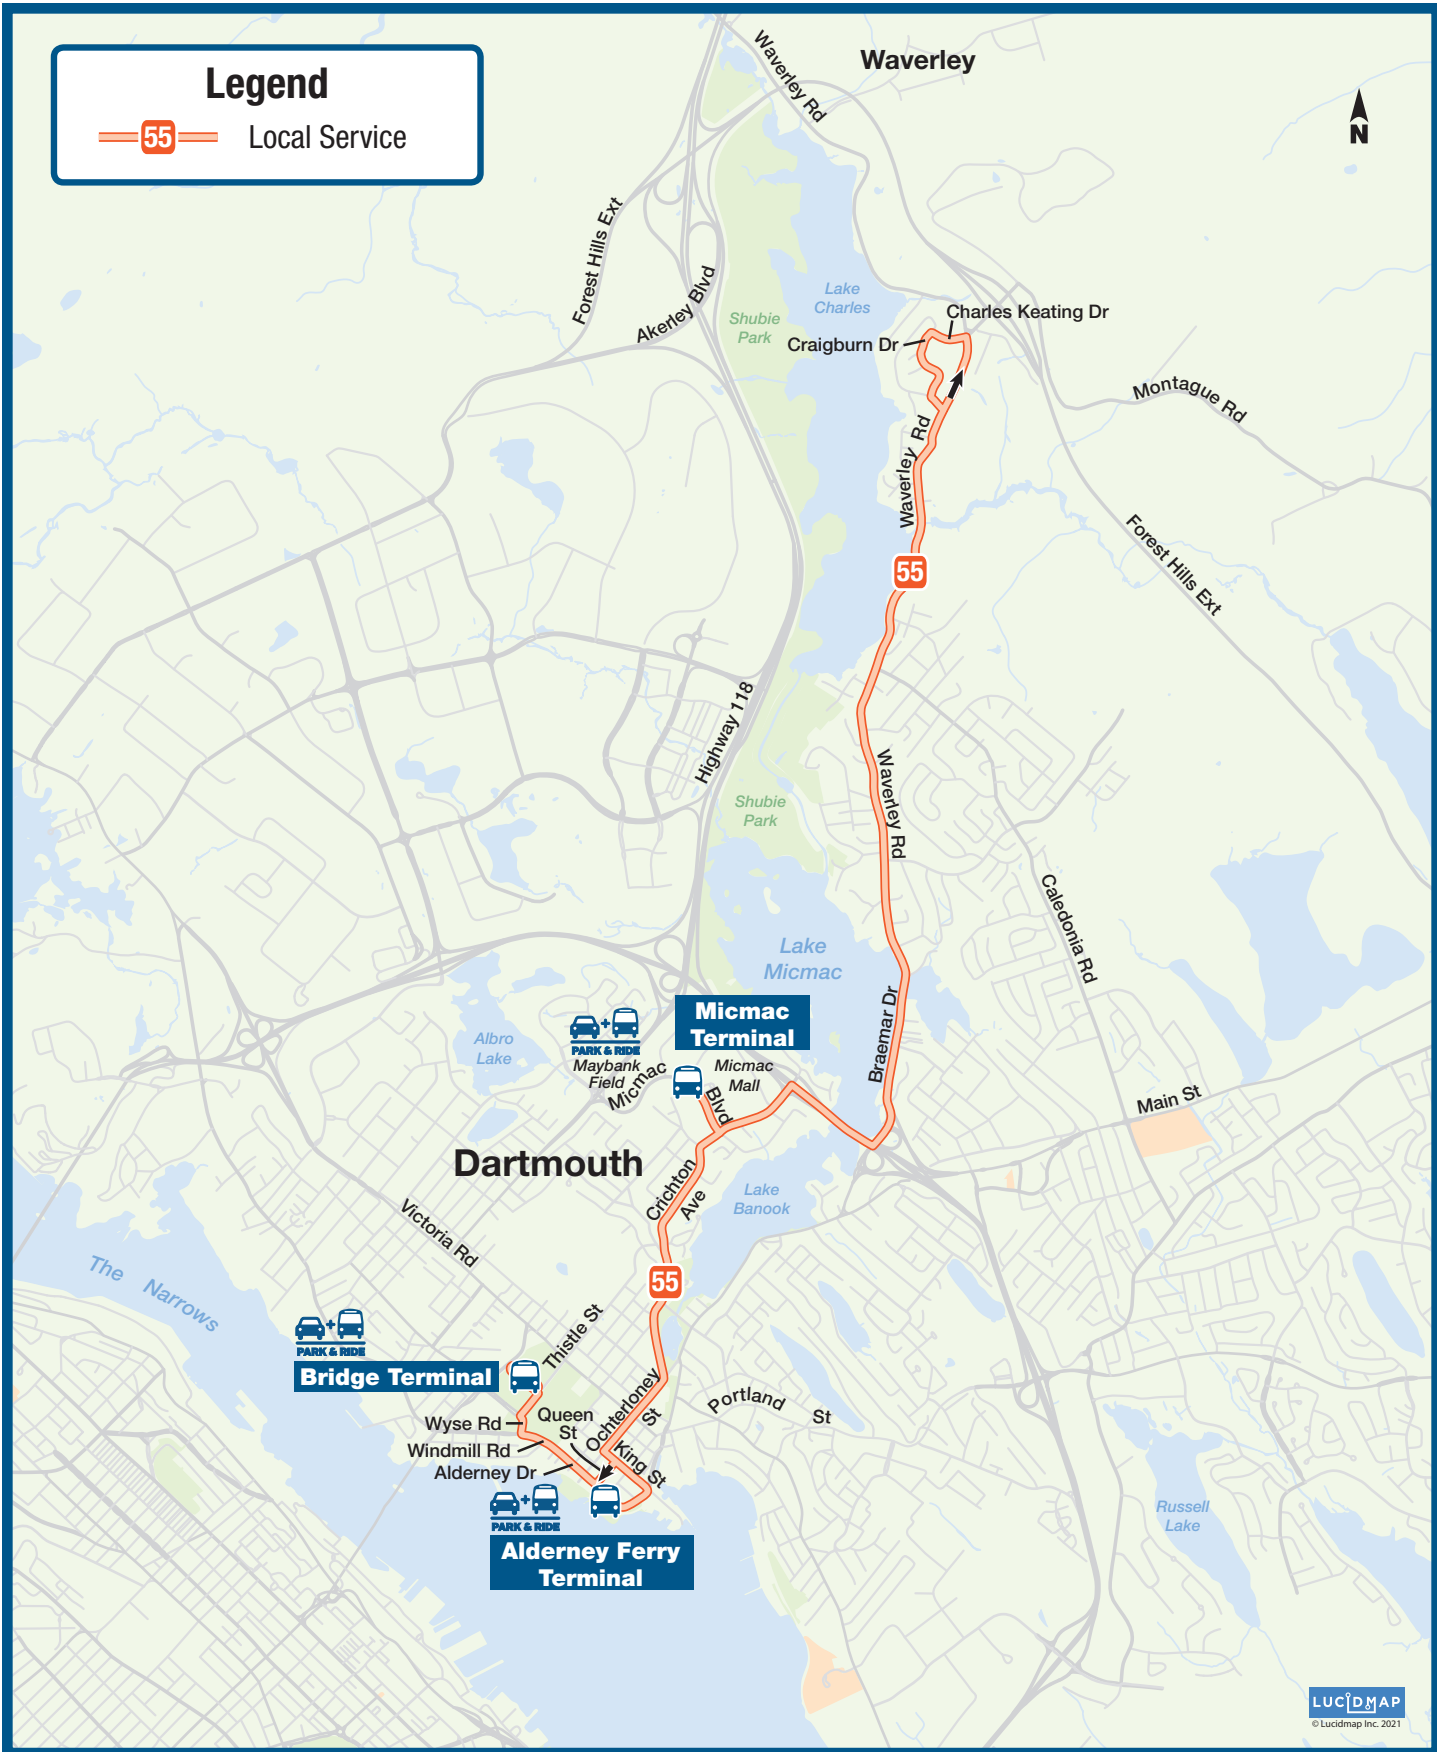 Legend
55 Local Service
Waverley
Waverley Rd
N
Forest Hills Ext
Akerley Blvd
Lake
Charles
Shubie
Park
Charles Keating Dr
Craigburn Dr
Montague Rd
Waverley Rd
Forest Hills Ext
55
Highway 118
Waverley Rd
Shubie
Park
Caledonia Rd
Lake
Micmac
Micmac
Terminal
Braemar Dr
Albro
Lake
PARK & RIDE
Maybank
Field
Micmac
Blvd
Micmac
Mall
Main St
Dartmouth
Crichton
Ave
Lake
Banook
Victoria Rd
The Narrows
55
PARK & RIDE
Bridge Terminal
Thistle St
Wyse Rd
Queen
St
Ochterloney
St
Portland St
Windmill Rd
Alderney Dr
King St
PARK & RIDE
Alderney Ferry
Terminal
Russell
Lake
LUCIDMAP
© Lucidmap Inc. 2021